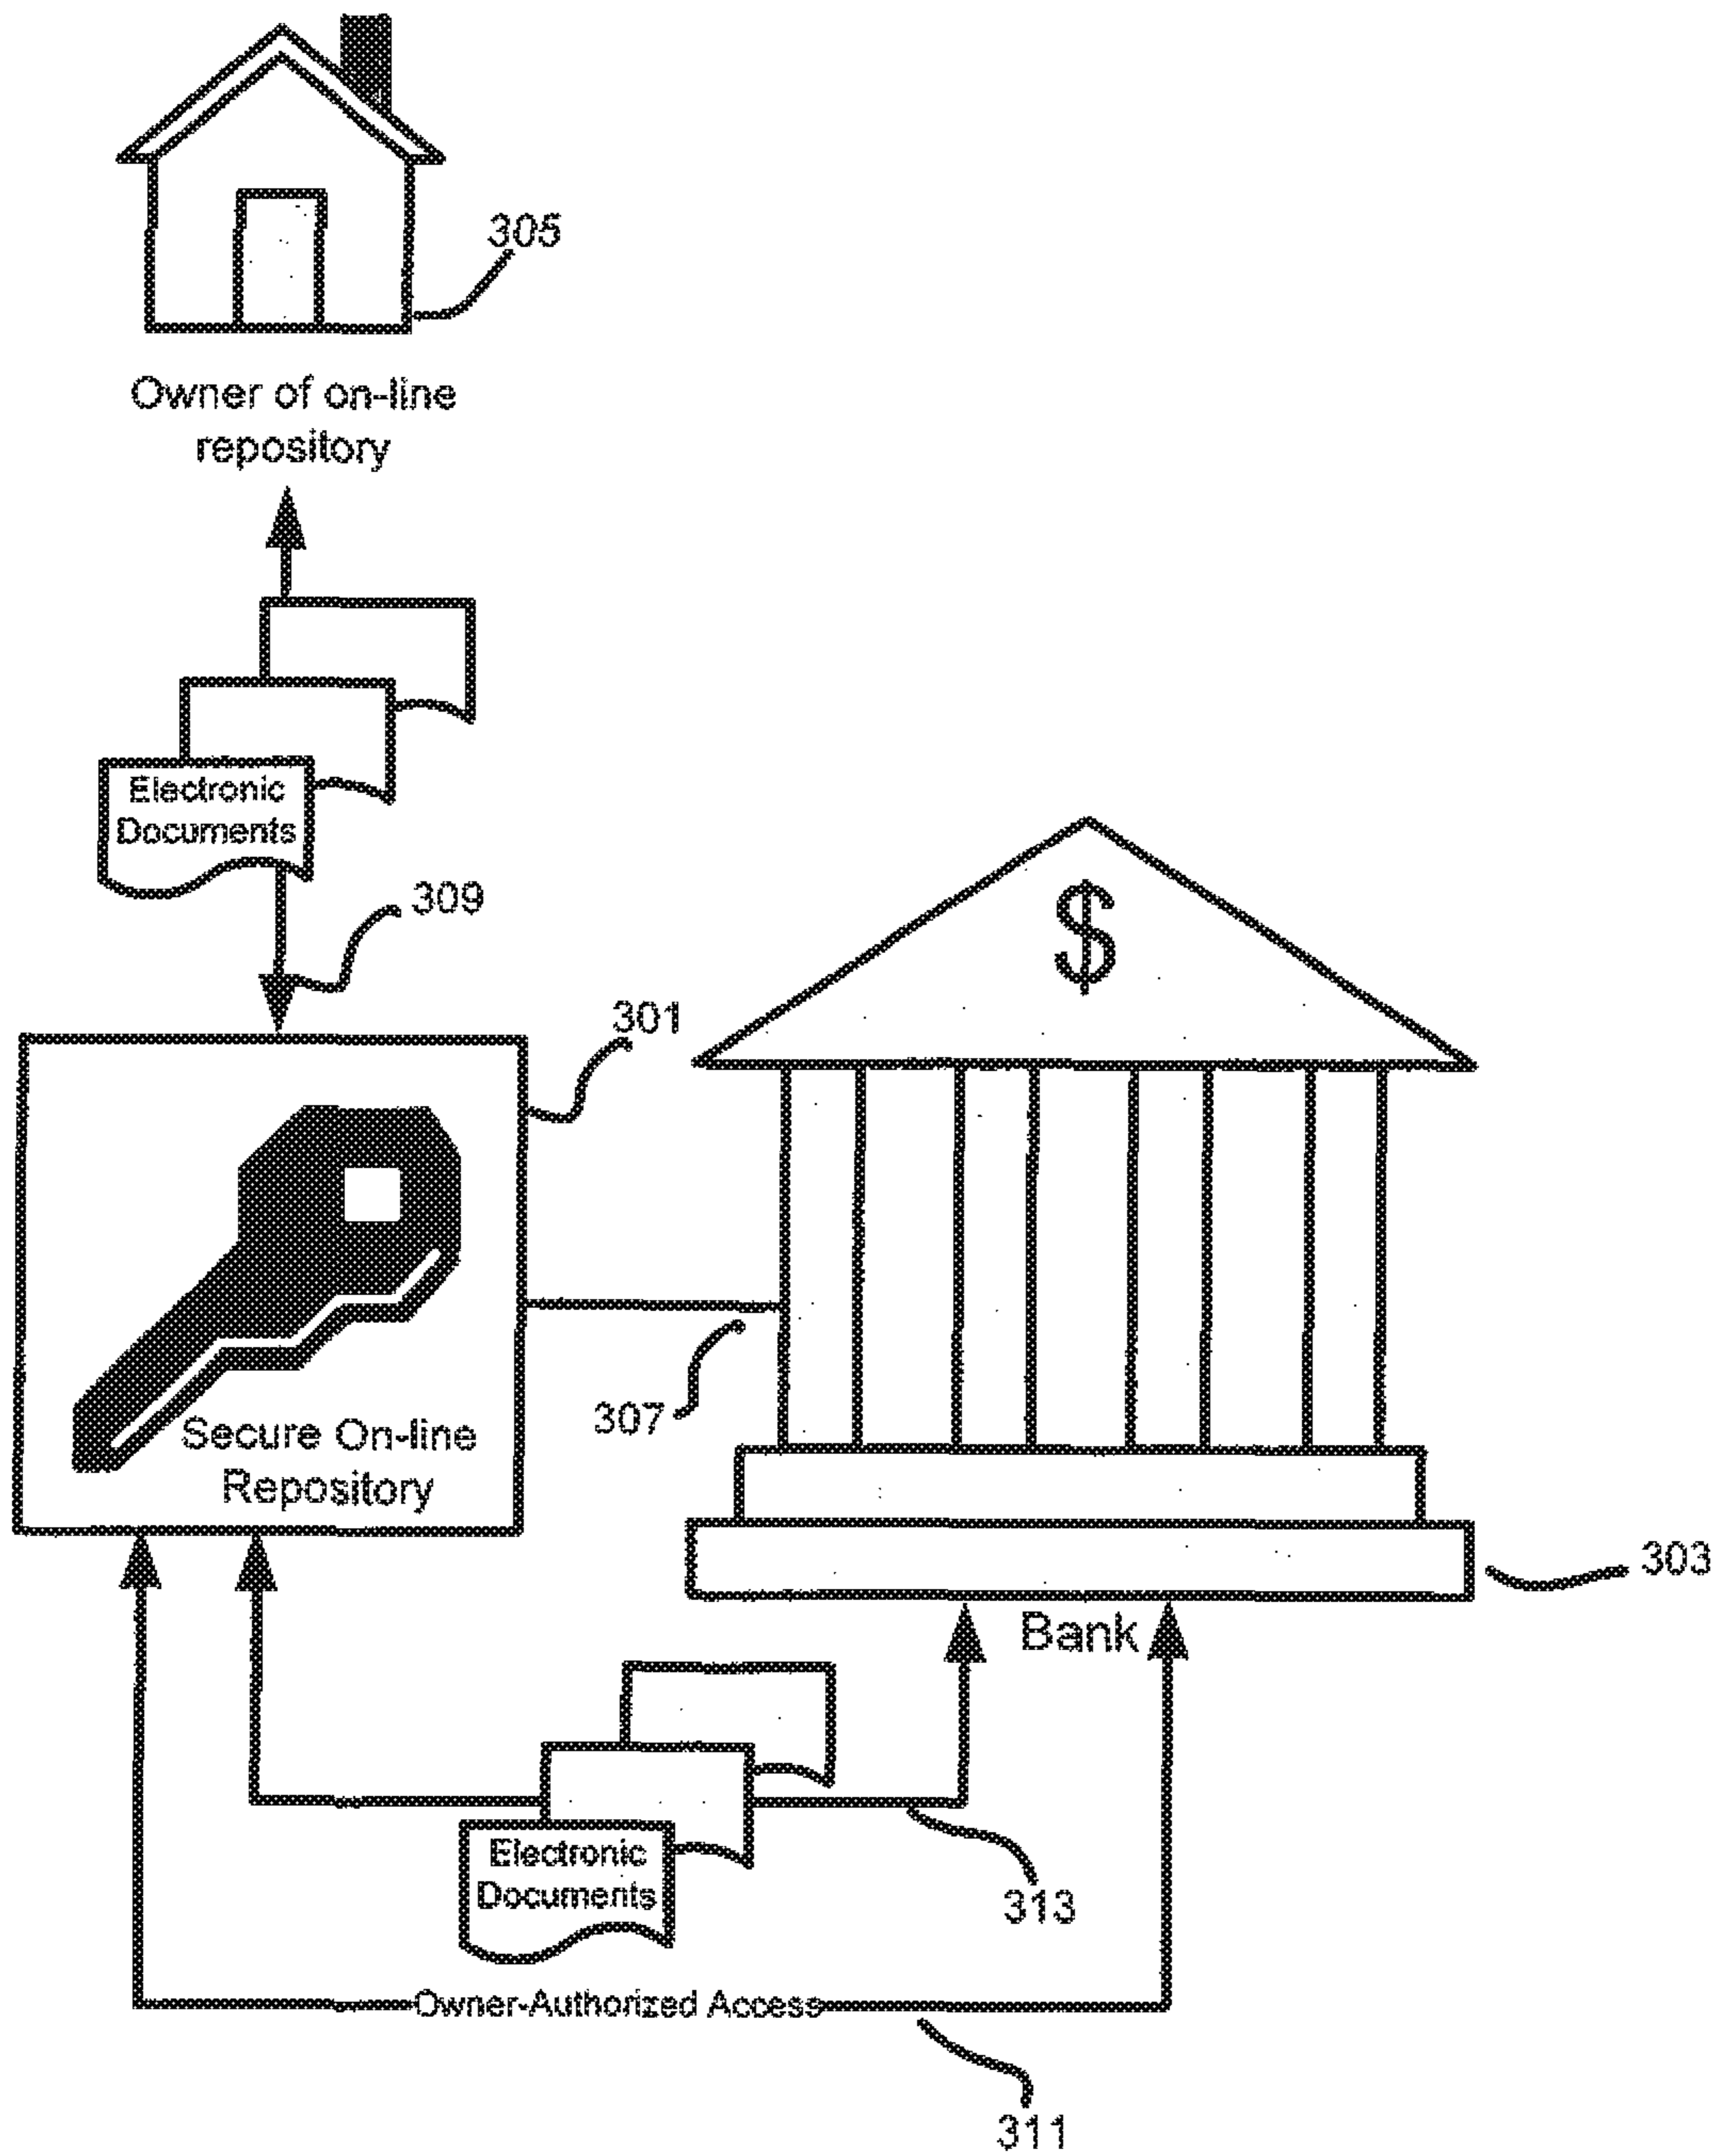 305
Owner of on-line
repository
Electronic
Documents
309
$
301
307
Secure On-line
Repository
303
Bank
Electronic
Documents
313
Owner-Authorized Access
311